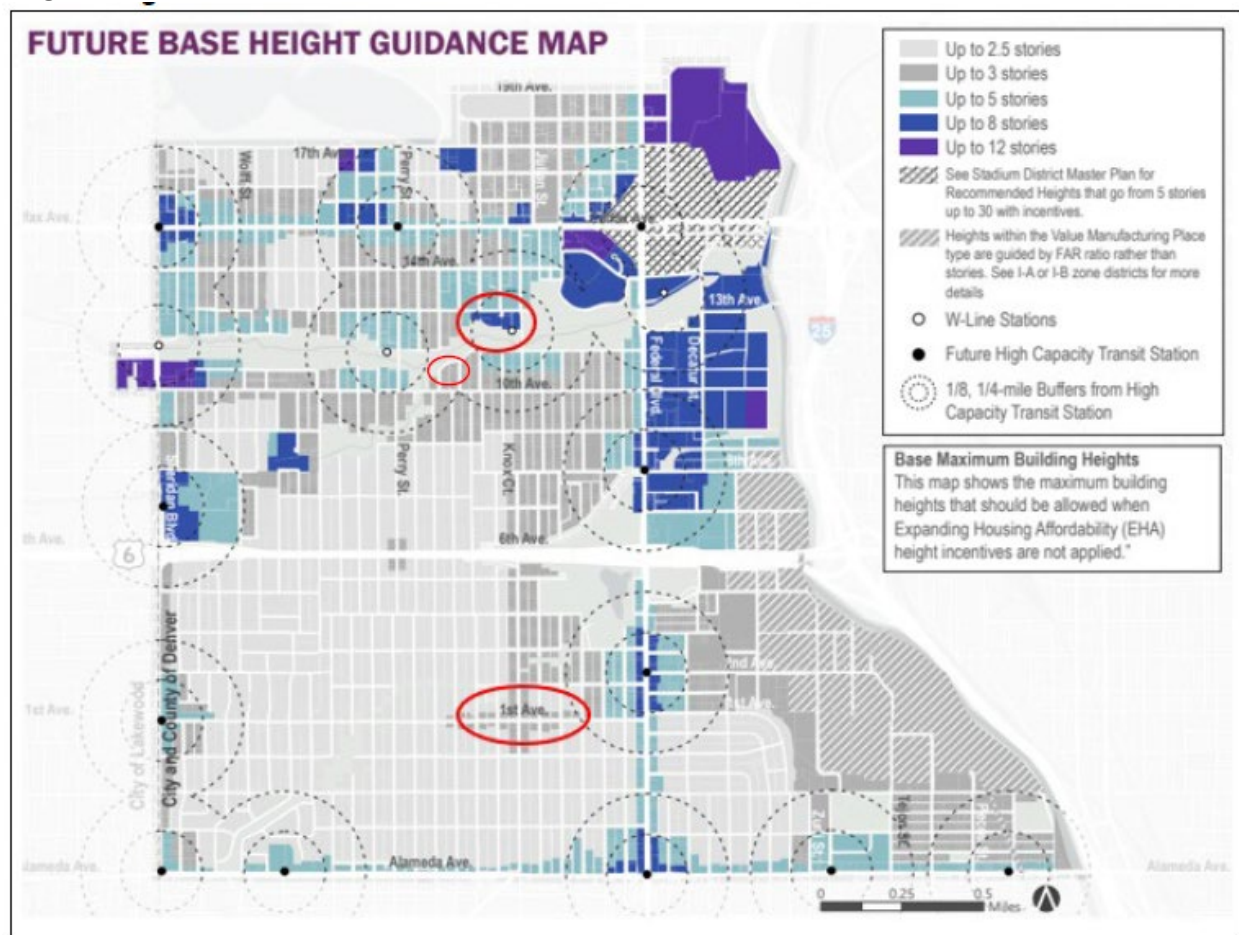 FUTURE BASE HEIGHT GUIDANCE MAP
Up to 2.5 stories
Up to 3 stories
Up to 5 stories
Up to 8 stories
Up to 12 stories
See Stadium District Master Plan for
Recommended Heights that go from 5 stories
up to 30 with incentives.
Heights within the Value Manufacturing Place
type are guided by FAR ratio rather than
stories. See I-A or I-B zone districts for more
details
W-Line Stations
Future High Capacity Transit Station
1/8, 1/4-mile Buffers from High
Capacity Transit Station
Base Maximum Building Heights
This map shows the maximum building
heights that should be allowed when
Expanding Housing Affordability (EHA)
height incentives are not applied."
19th Ave.
17th Ave.
Wolff St.
Perry St.
14th Ave.
13th Ave.
25
Federal Blvd.
Decatur St.
10th Ave.
Perry St.
Knox Ct.
Sheridan Blvd.
6th Ave.
6
City of Lakewood
City and County of Denver
1st Ave.
1st Ave.
Alameda Ave.
Alameda Ave.
0 0.25 0.5
Miles